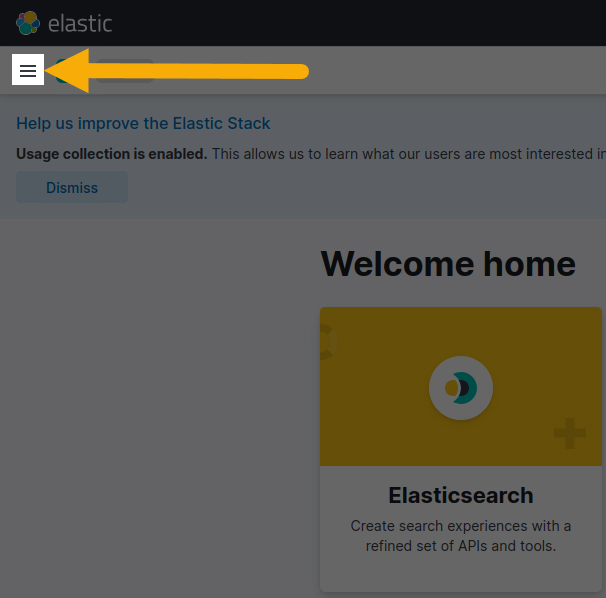 elastic
Help us improve the Elastic Stack
Usage collection is enabled. This allows us to learn what our users are most interested in
Dismiss
Welcome home
Elasticsearch
Create search experiences with a
refined set of APIs and tools.